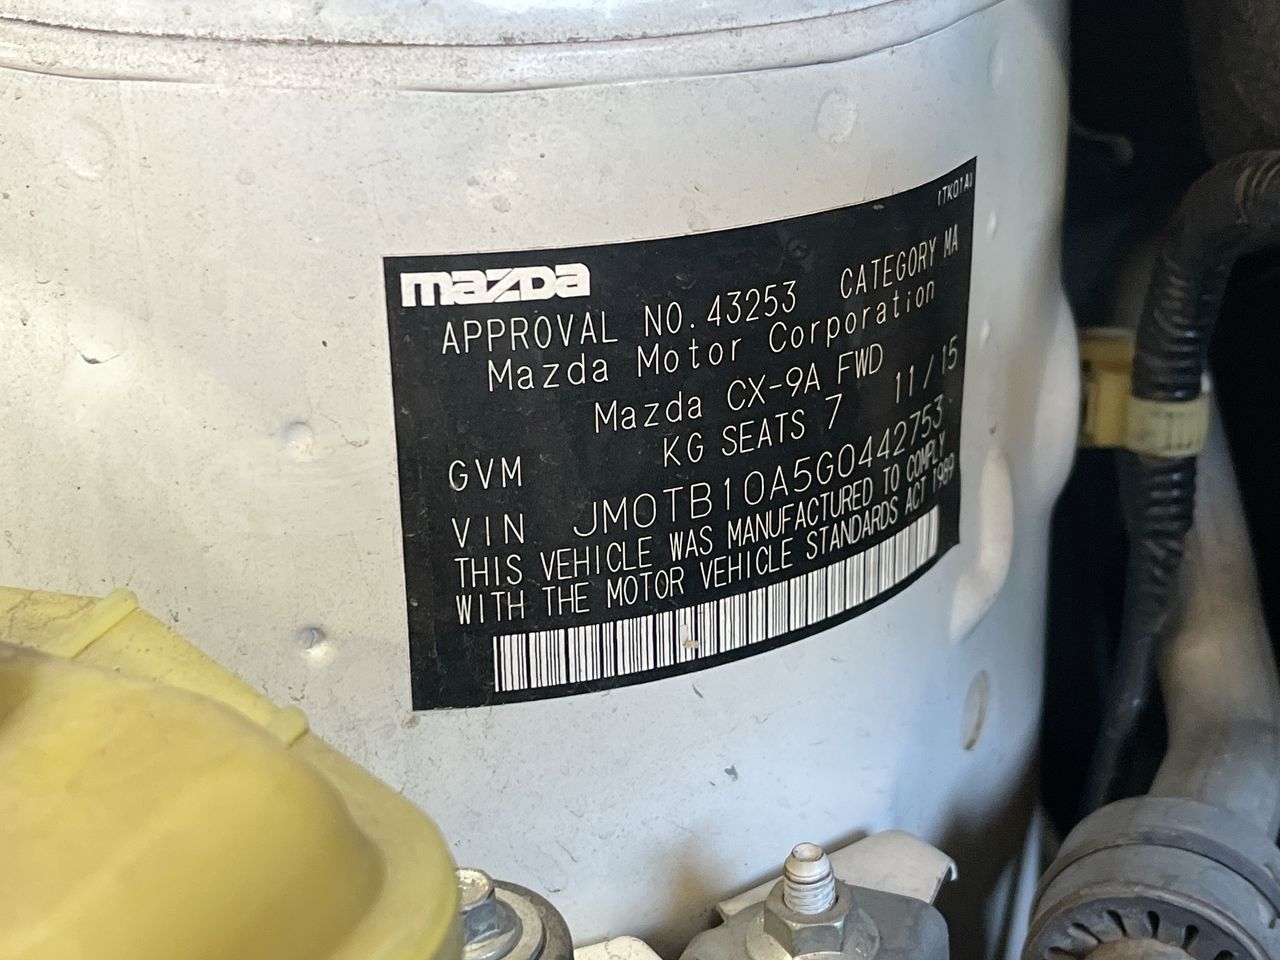 (TK01A)
mazda
APPROVAL NO. 43253 CATEGORY MA
Mazda Motor Corporation
Mazda CX-9A FWD
GVM KG SEATS 7 11/15
VIN JM0TB10A5G0442753
THIS VEHICLE WAS MANUFACTURED TO COMPLY
WITH THE MOTOR VEHICLE STANDARDS ACT 1989